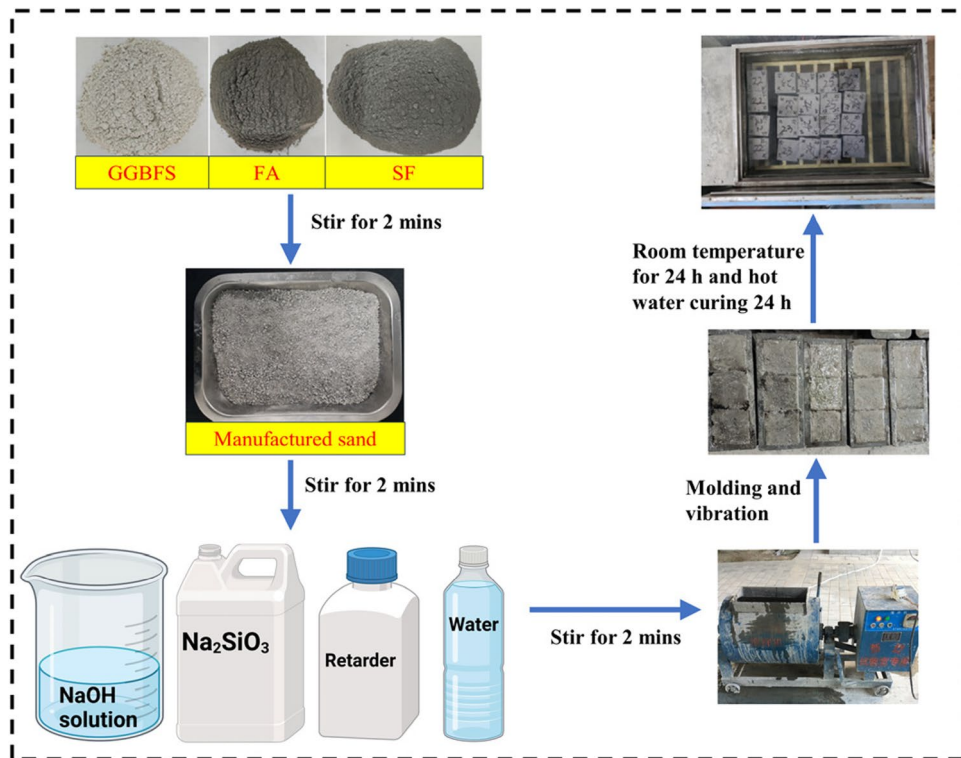 GGBFS
FA
SF
Stir for 2 mins
Manufactured sand
Stir for 2 mins
NaOH
solution
Na₂SiO₃
Retarder
Water
Stir for 2 mins
Molding and
vibration
Room temperature
for 24 h and hot
water curing 24 h